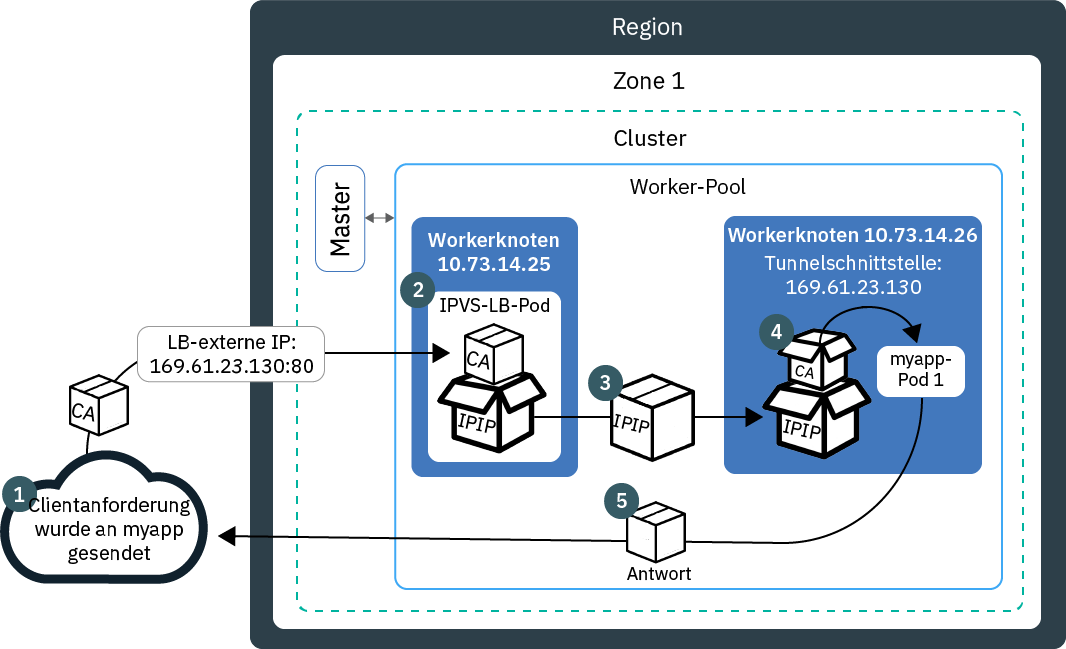 Region
Zone 1
Cluster
Worker-Pool
Master
Workerknoten
10.73.14.25
2
IPVS-LB-Pod
CA
IPIP
Workerknoten 10.73.14.26
Tunnelschnittstelle:
169.61.23.130
4
CA
IPIP
myapp-
Pod 1
LB-externe IP:
169.61.23.130:80
CA
3
IPIP
1
Clientanforderung
wurde an myapp
gesendet
5
Antwort